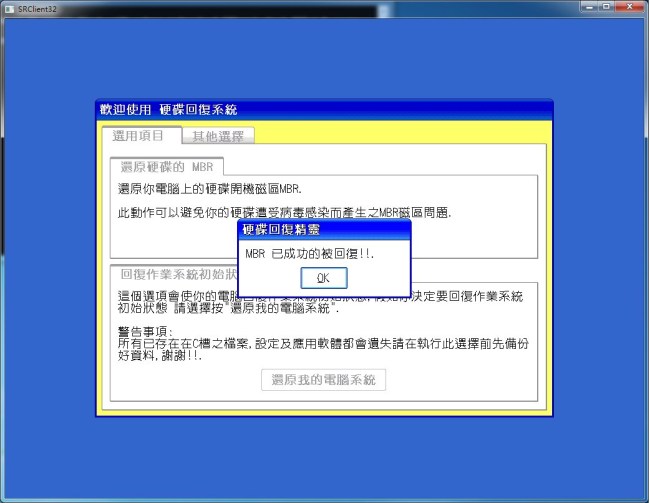 SRClient32
歡迎使用 硬碟回復系統
選用項目
其他選擇
還原硬碟的 MBR
還原你電腦上的硬碟開機磁區MBR.
此動作可以避免你的硬碟遭受病毒感染而產生之MBR磁區問題.
硬碟回復精靈
MBR 已成功的被回復!!.
OK
回復作業系統初始狀
這個選項會使你的電腦
決定要回復作業系統
初始狀態 請選擇按"還原我的電腦系統".
警告事項:
所有已存在在C槽之檔案,設定及應用軟體都會遺失請在執行此選擇前先備份
好資料,謝謝!!.
還原我的電腦系統